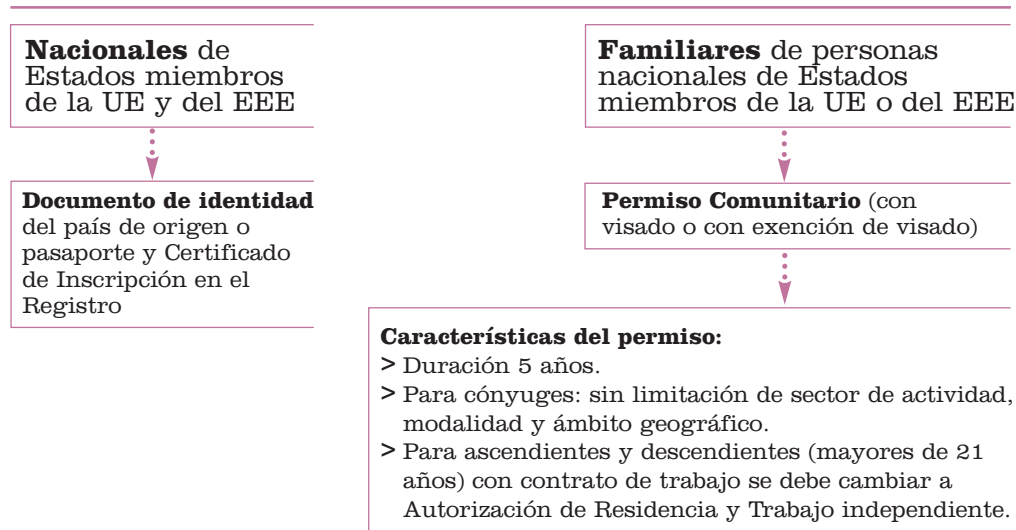 Nacionales de
Estados miembros
de la UE y del EEE
Documento de identidad
del país de origen o
pasaporte y Certificado
de Inscripción en el
Registro
Familiares de personas
nacionales de Estados
miembros de la UE o del EEE
Permiso Comunitario (con
visado o con exención de visado)
Características del permiso:
> Duración 5 años.
> Para cónyuges: sin limitación de sector de actividad,
modalidad y ámbito geográfico.
> Para ascendientes y descendientes (mayores de 21
años) con contrato de trabajo se debe cambiar a
Autorización de Residencia y Trabajo independiente.